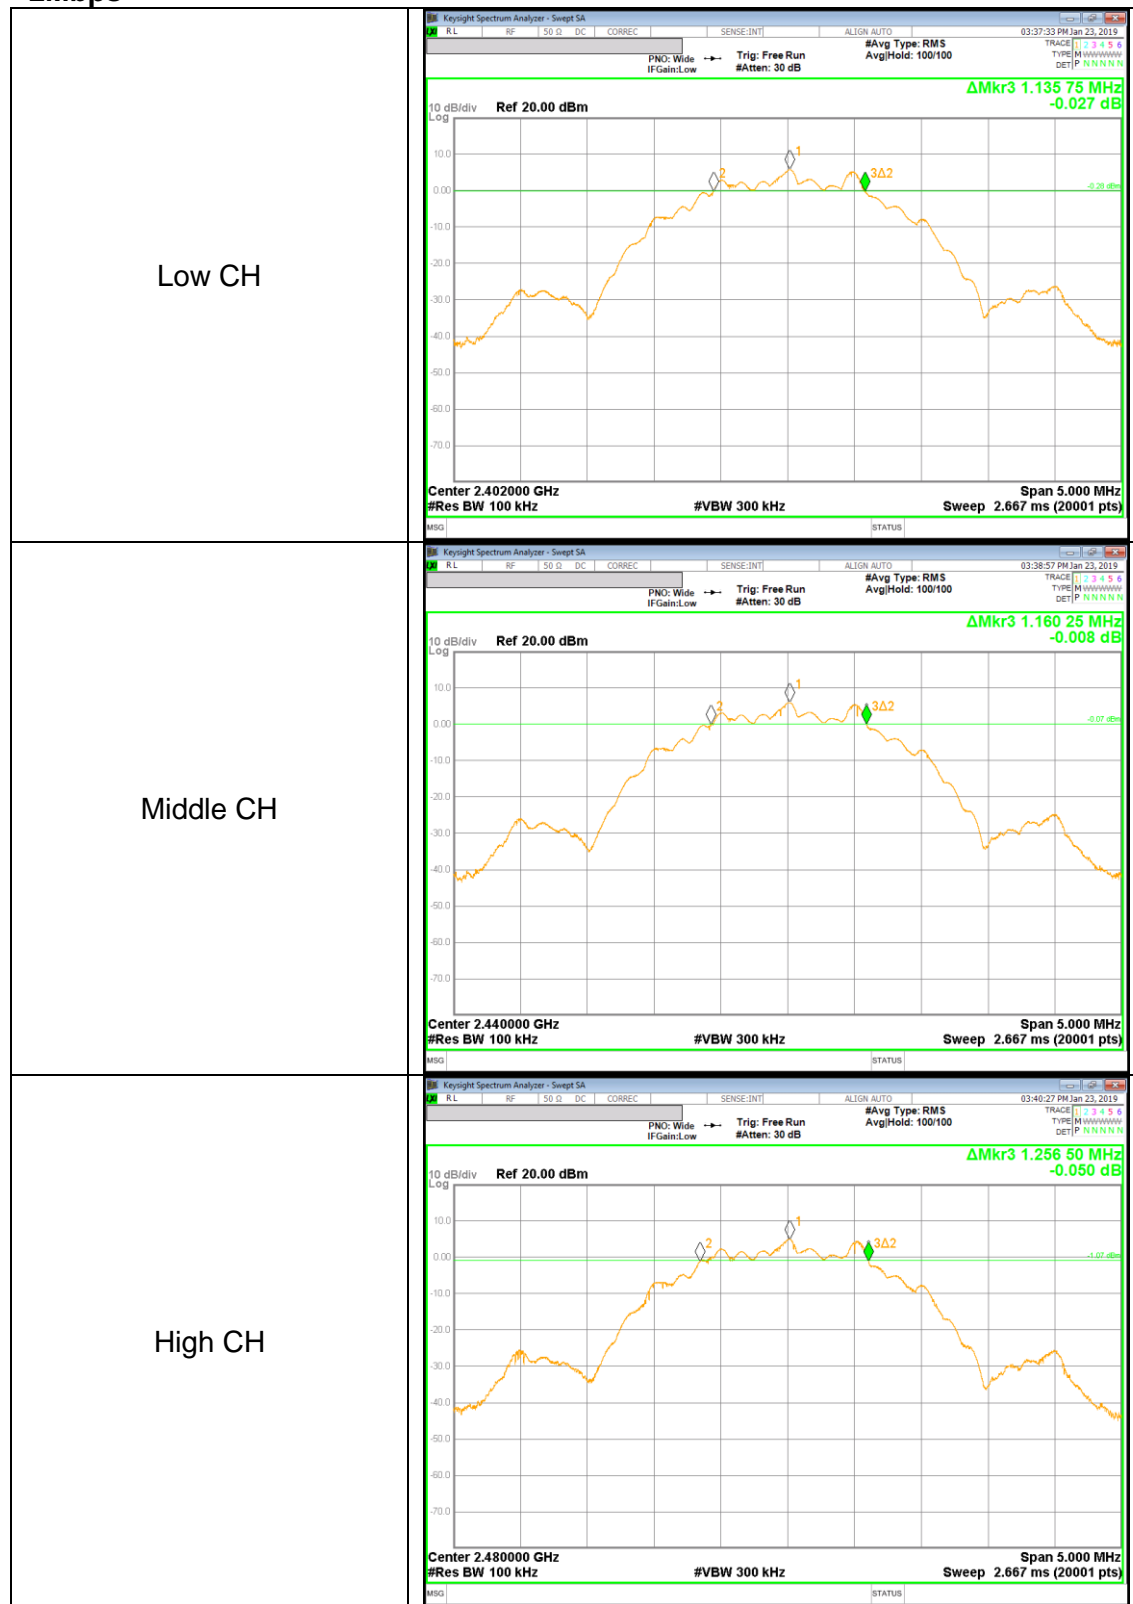 Low CH
Keysight Spectrum Analyzer - Swept SA
RL RF 50 Ω DC CORREC SENSE:INT ALIGN AUTO 03:37:33 PM Jan 23, 2019
#Avg Type: RMS TRACE 1 2 3 4 5 6
PNO: Wide Trig: Free Run Avg|Hold: 100/100 TYPE M WWWWW
IFGain:Low #Atten: 30 dB DET P N N N N N
ΔMkr3 1.135 75 MHz
10 dB/div Ref 20.00 dBm -0.027 dB
Log
10.0
1
2
3Δ2
0.00
-0.28 dBm
-10.0
-20.0
-30.0
-40.0
-50.0
-60.0
-70.0
Center 2.402000 GHz Span 5.000 MHz
#Res BW 100 kHz #VBW 300 kHz Sweep 2.667 ms (20001 pts)
MSG STATUS
Middle CH
Keysight Spectrum Analyzer - Swept SA
RL RF 50 Ω DC CORREC SENSE:INT ALIGN AUTO 03:38:57 PM Jan 23, 2019
#Avg Type: RMS TRACE 1 2 3 4 5 6
PNO: Wide Trig: Free Run Avg|Hold: 100/100 TYPE M WWWWW
IFGain:Low #Atten: 30 dB DET P N N N N N
ΔMkr3 1.160 25 MHz
10 dB/div Ref 20.00 dBm -0.008 dB
Log
10.0
1
2
3Δ2
0.00
-0.07 dBm
-10.0
-20.0
-30.0
-40.0
-50.0
-60.0
-70.0
Center 2.440000 GHz Span 5.000 MHz
#Res BW 100 kHz #VBW 300 kHz Sweep 2.667 ms (20001 pts)
MSG STATUS
High CH
Keysight Spectrum Analyzer - Swept SA
RL RF 50 Ω DC CORREC SENSE:INT ALIGN AUTO 03:40:27 PM Jan 23, 2019
#Avg Type: RMS TRACE 1 2 3 4 5 6
PNO: Wide Trig: Free Run Avg|Hold: 100/100 TYPE M WWWWW
IFGain:Low #Atten: 30 dB DET P N N N N N
ΔMkr3 1.256 50 MHz
10 dB/div Ref 20.00 dBm -0.050 dB
Log
10.0
1
2
3Δ2
0.00
-1.07 dBm
-10.0
-20.0
-30.0
-40.0
-50.0
-60.0
-70.0
Center 2.480000 GHz Span 5.000 MHz
#Res BW 100 kHz #VBW 300 kHz Sweep 2.667 ms (20001 pts)
MSG STATUS